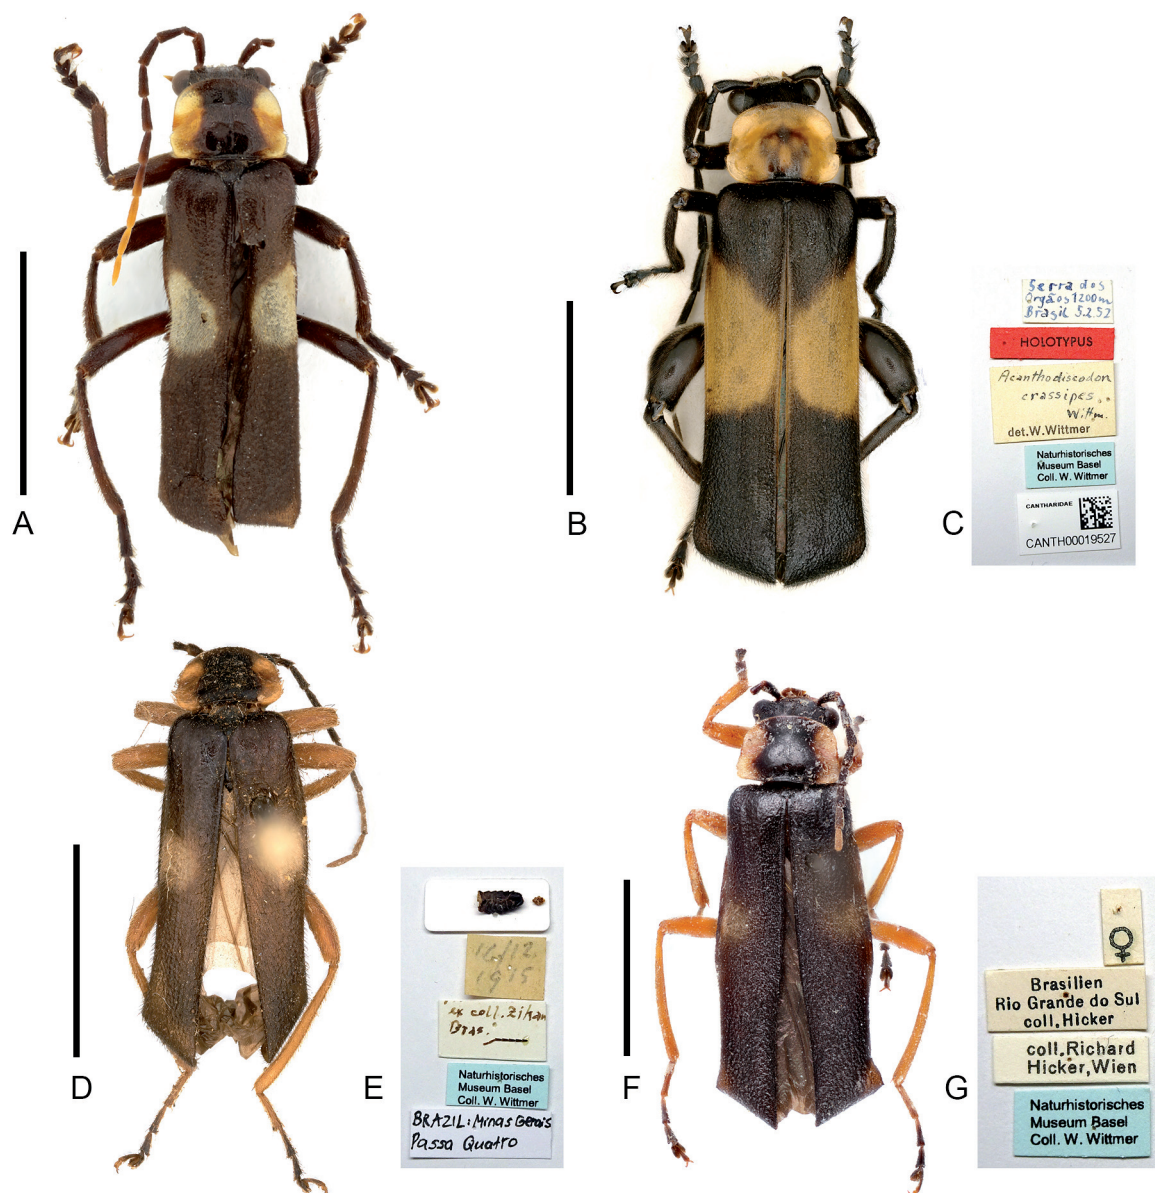 A
B
Serra dos
Orgãos 1200m
Brasil 5.2.52
HOLOTYPUS
Acanthodiscodon
crassipes
Wittm.
det. W. Wittmer
Naturhistorisches
Museum Basel
Coll. W. Wittmer
CANTHARIDAE
CANTH00019527
C
D
16/12
1915
ex coll. Zikan
Bras.
Naturhistorisches
Museum Basel
Coll. W. Wittmer
BRAZIL: Minas Gerais
Passa Quatro
E
F
♀
Brasilien
Rio Grande do Sul
coll. Hicker
coll. Richard
Hicker, Wien
Naturhistorisches
Museum Basel
Coll. W. Wittmer
G